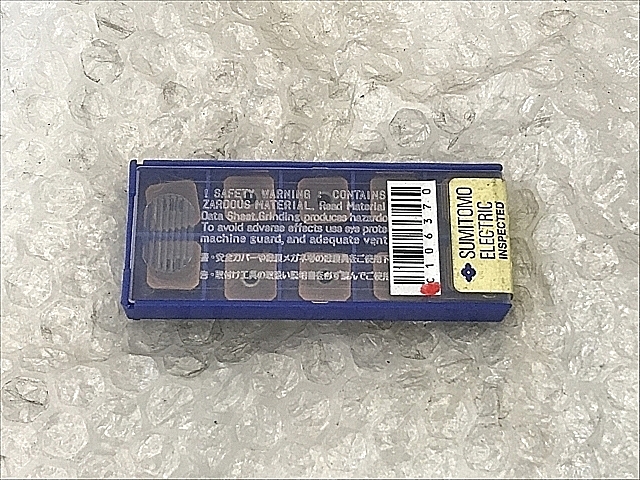 ! SAFETY WARNING : CONTAINS
ZARDOUS MATERIAL. Read Material
Data Sheet.Grinding produces hazardo
To avoid adverse effects use eye prote
machine guard, and adequate vent
C106370
SUMITOMO
ELECTRIC
INSPECTED